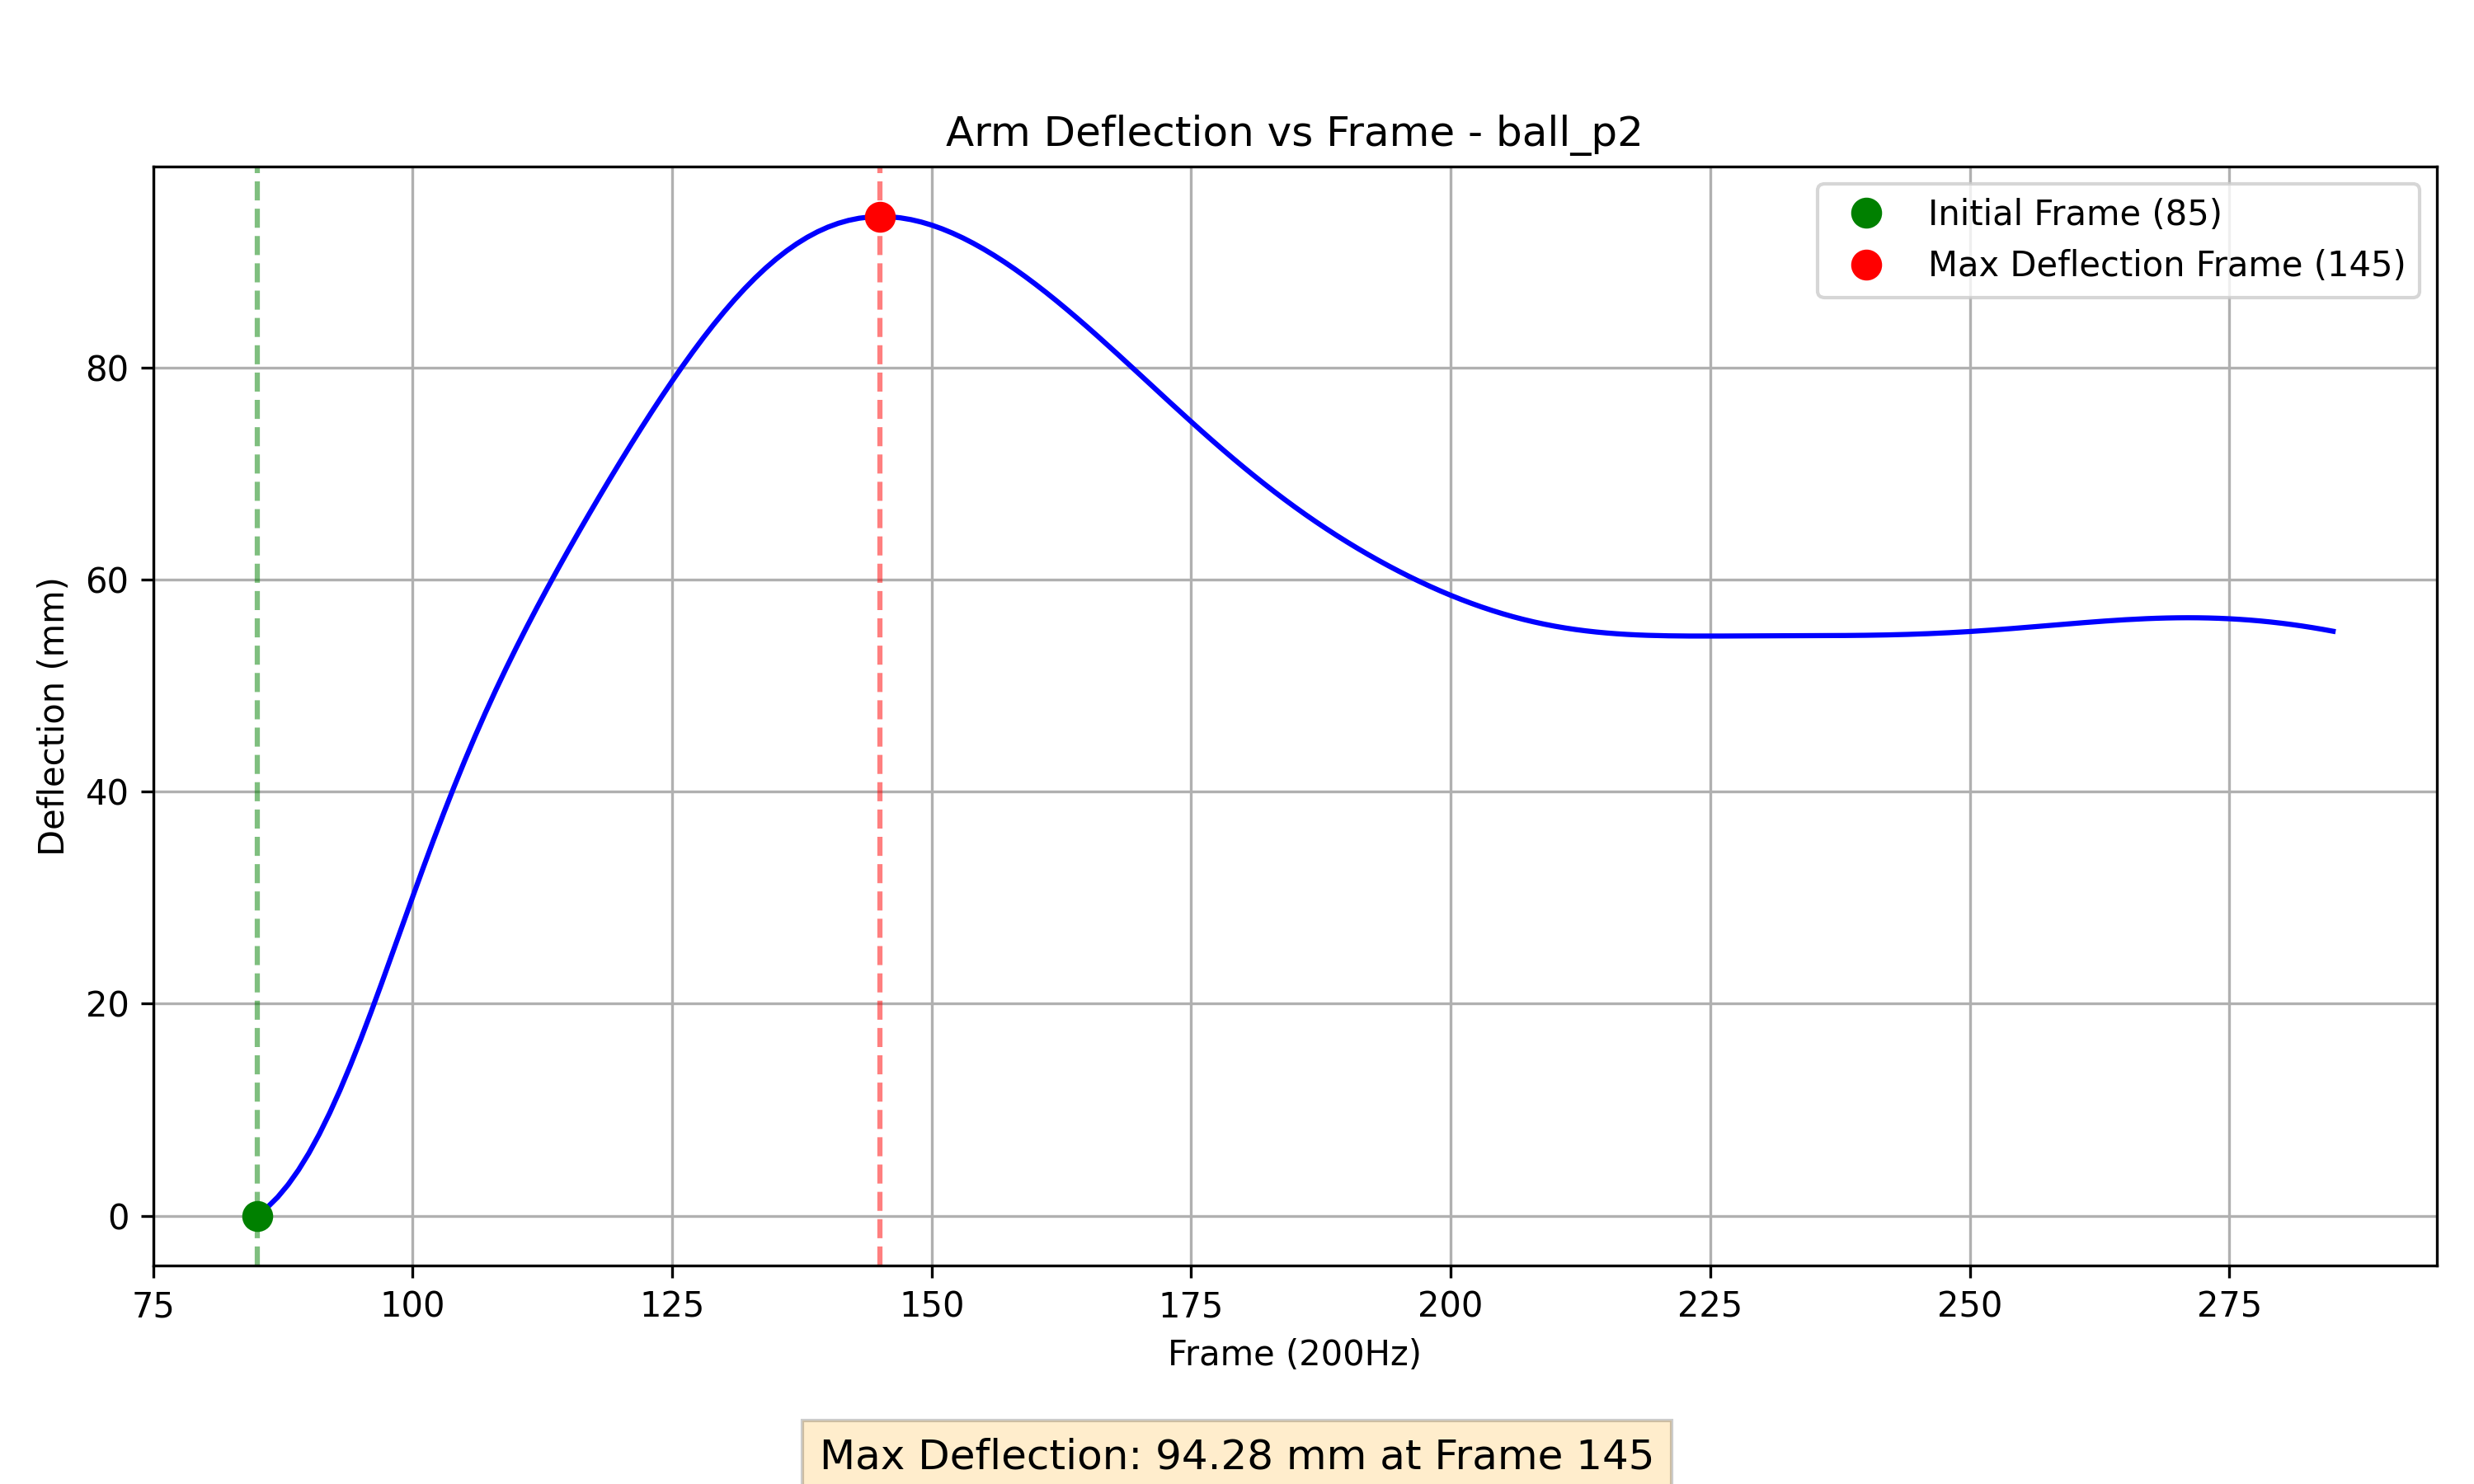 Arm Deflection vs Frame - ball_p2
Initial Frame (85)
Max Deflection Frame (145)
Deflection (mm)
80
60
40
20
0
75 100 125 150 175 200 225 250 275
Frame (200Hz)
Max Deflection: 94.28 mm at Frame 145